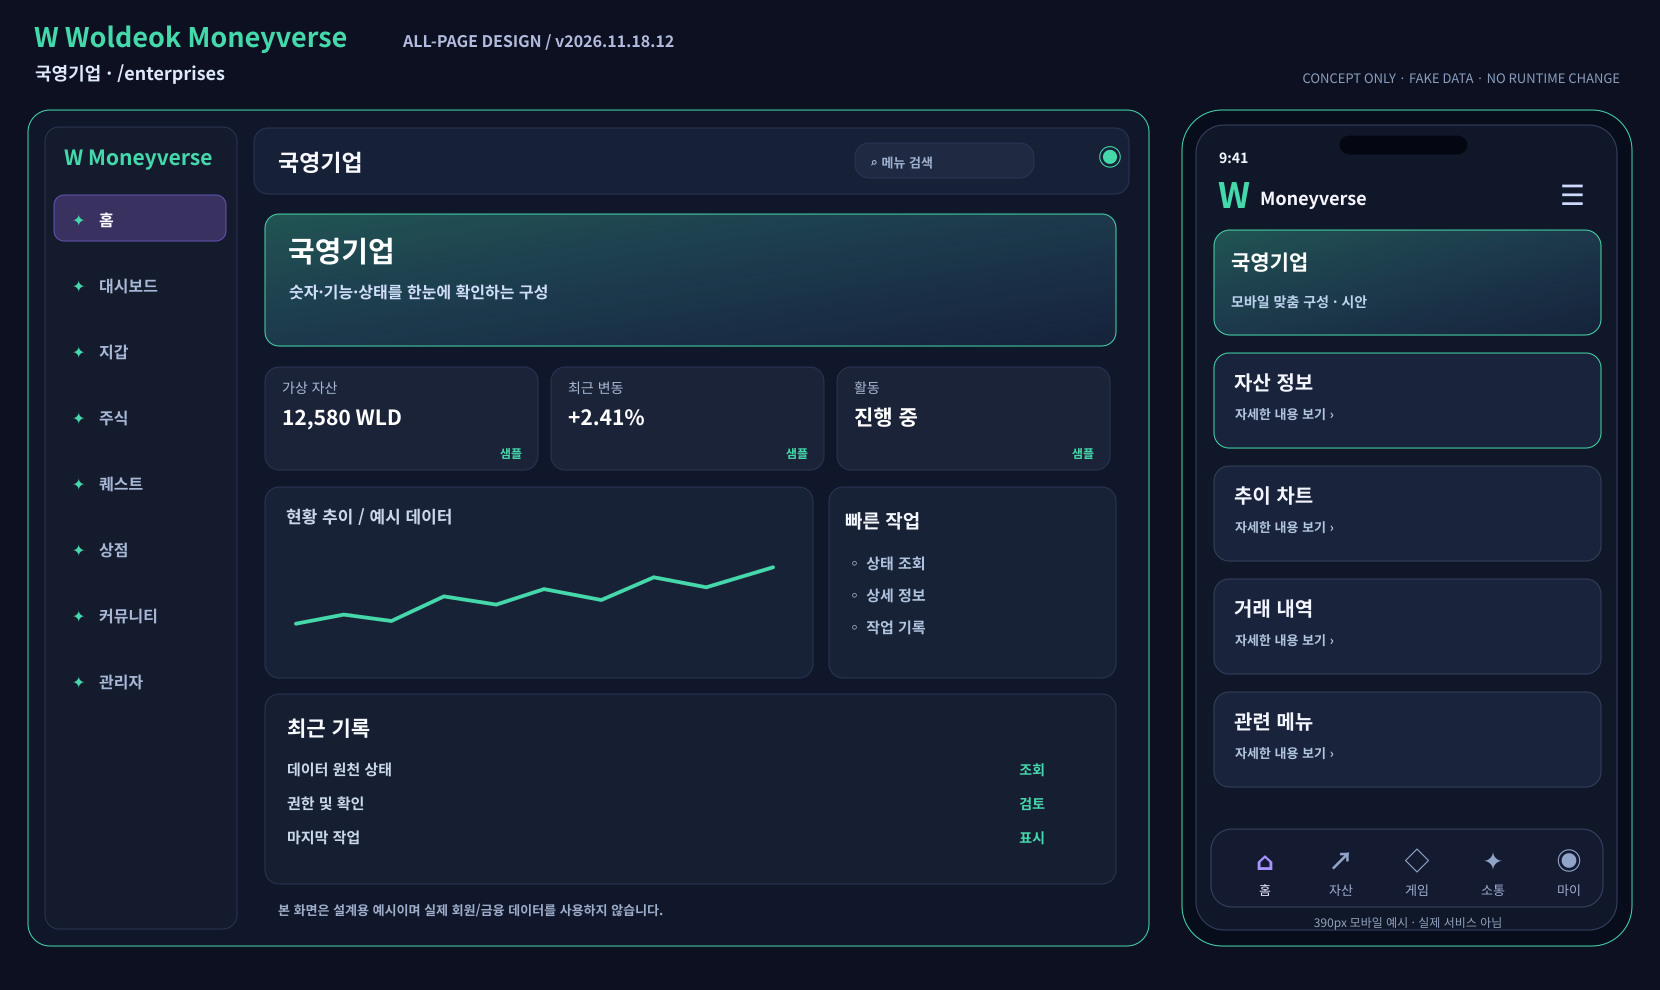 W Woldeok Moneyverse
ALL-PAGE DESIGN / v2026.11.18.12
국영기업 · /enterprises
CONCEPT ONLY · FAKE DATA · NO RUNTIME CHANGE
W Moneyverse
홈
대시보드
지갑
주식
퀘스트
상점
커뮤니티
관리자
국영기업
메뉴 검색
국영기업
숫자·기능·상태를 한눈에 확인하는 구성
가상 자산
12,580 WLD
샘플
최근 변동
+2.41%
샘플
활동
진행 중
샘플
현황 추이 / 예시 데이터
빠른 작업
상태 조회
상세 정보
작업 기록
최근 기록
데이터 원천 상태 조회
권한 및 확인 검토
마지막 작업 표시
본 화면은 설계용 예시이며 실제 회원/금융 데이터를 사용하지 않습니다.
9:41
W Moneyverse
국영기업
모바일 맞춤 구성 · 시안
자산 정보
자세한 내용 보기 ›
추이 차트
자세한 내용 보기 ›
거래 내역
자세한 내용 보기 ›
관련 메뉴
자세한 내용 보기 ›
홈 자산 게임 소통 마이
390px 모바일 예시 · 실제 서비스 아님